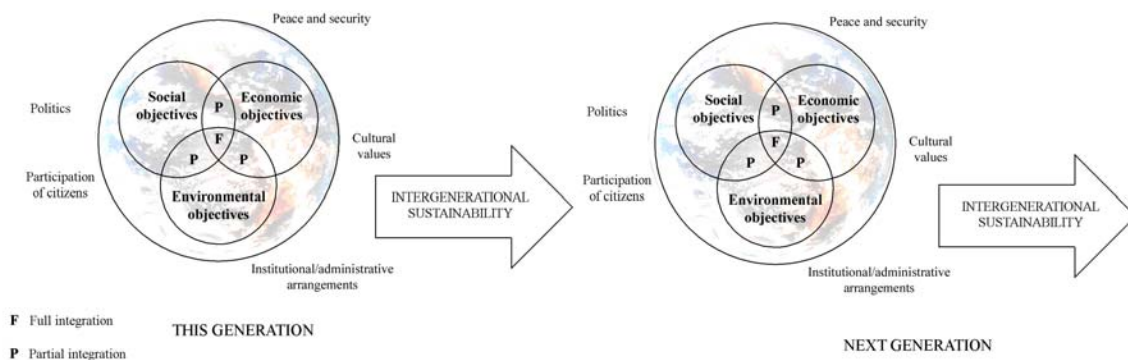 Peace and security
Politics
Social
objectives
P
Economic
objectives
F
P
P
Cultural
values
Participation
of citizens
Environmental
objectives
INTERGENERATIONAL
SUSTAINABILITY
Institutional/administrative
arrangements
F Full integration
P Partial integration
THIS GENERATION
Peace and security
Politics
Social
objectives
P
Economic
objectives
F
P
P
Cultural
values
Participation
of citizens
Environmental
objectives
INTERGENERATIONAL
SUSTAINABILITY
Institutional/administrative
arrangements
NEXT GENERATION